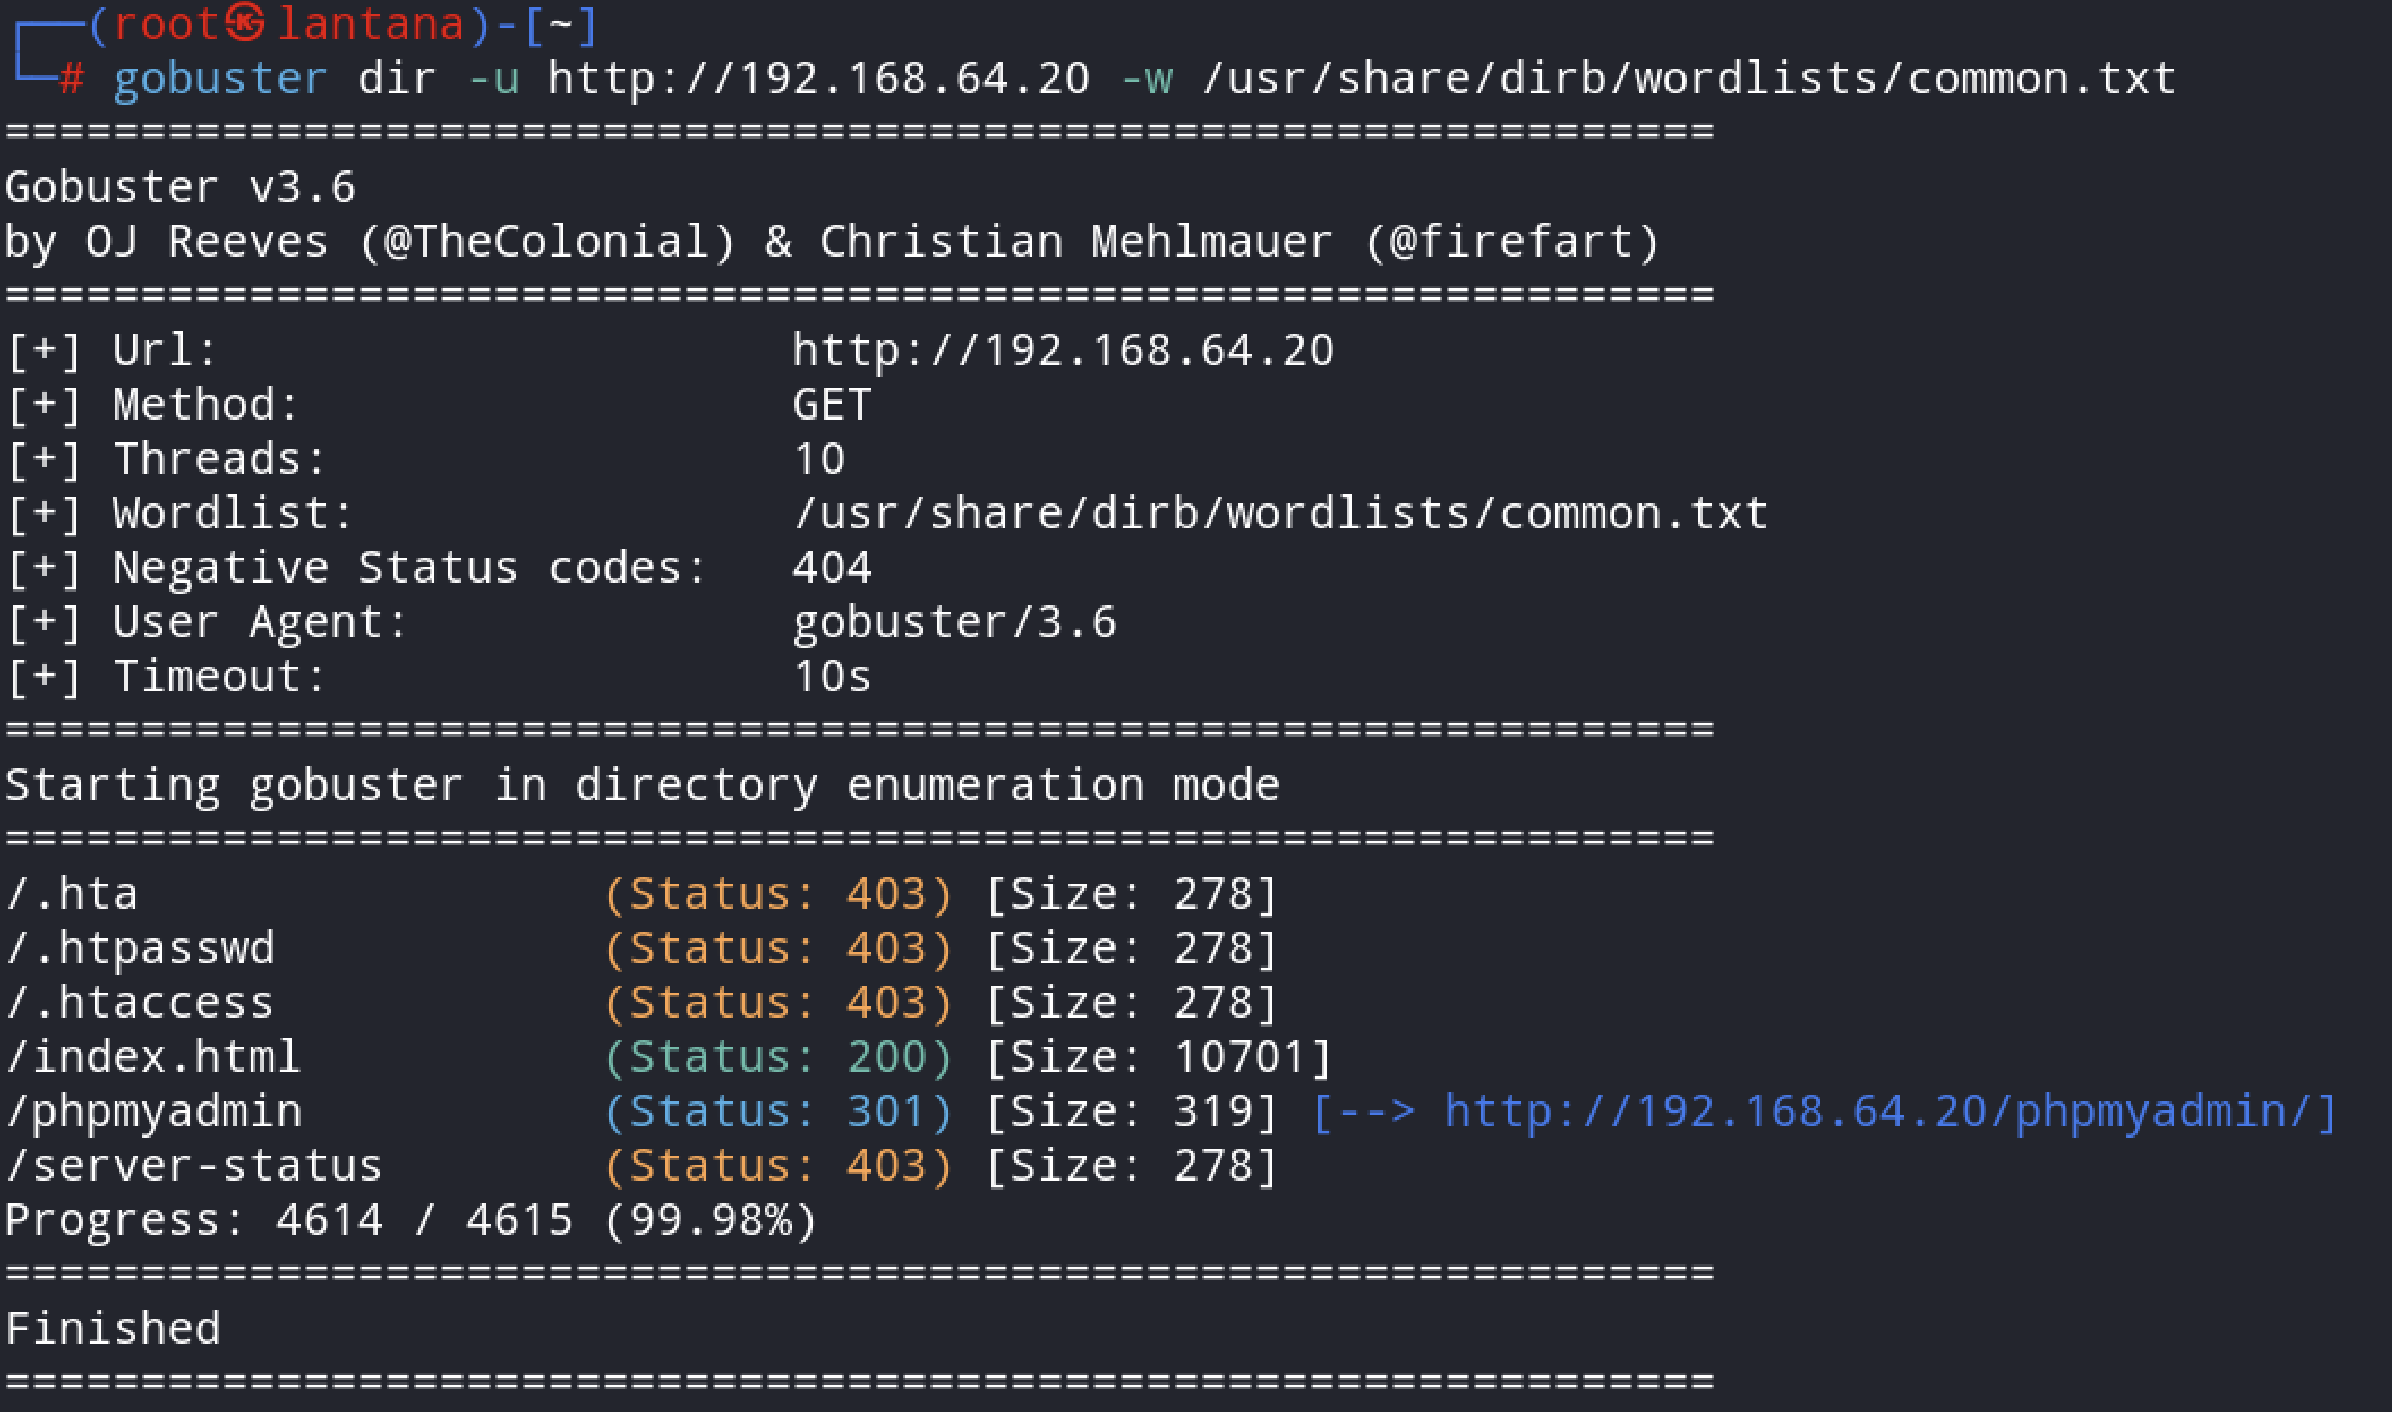 ┌──(root㉿lantana)-[~]
└─# gobuster dir -u http://192.168.64.20 -w /usr/share/dirb/wordlists/common.txt
===============================================================
Gobuster v3.6
by OJ Reeves (@TheColonial) & Christian Mehlmauer (@firefart)
===============================================================
[+] Url:                     http://192.168.64.20
[+] Method:                  GET
[+] Threads:                 10
[+] Wordlist:                /usr/share/dirb/wordlists/common.txt
[+] Negative Status codes:   404
[+] User Agent:              gobuster/3.6
[+] Timeout:                 10s
===============================================================
Starting gobuster in directory enumeration mode
===============================================================
/.hta                 (Status: 403) [Size: 278]
/.htpasswd            (Status: 403) [Size: 278]
/.htaccess            (Status: 403) [Size: 278]
/index.html           (Status: 200) [Size: 10701]
/phpmyadmin           (Status: 301) [Size: 319] [--> http://192.168.64.20/phpmyadmin/]
/server-status        (Status: 403) [Size: 278]
Progress: 4614 / 4615 (99.98%)
===============================================================
Finished
===============================================================